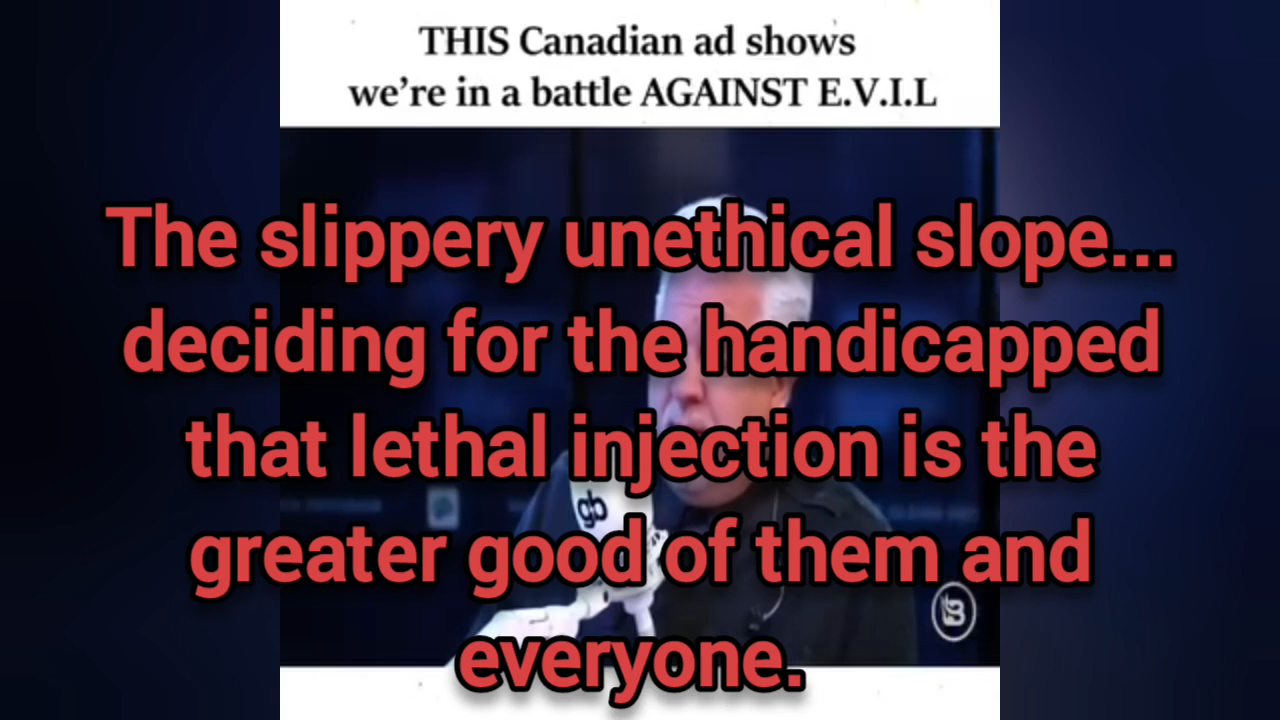 THIS Canadian ad shows
we're in a battle AGAINST E.V.I.L
The slippery unethical slope...
deciding for the handicapped
that lethal injection is the
greater good of them and
everyone.
gb
B